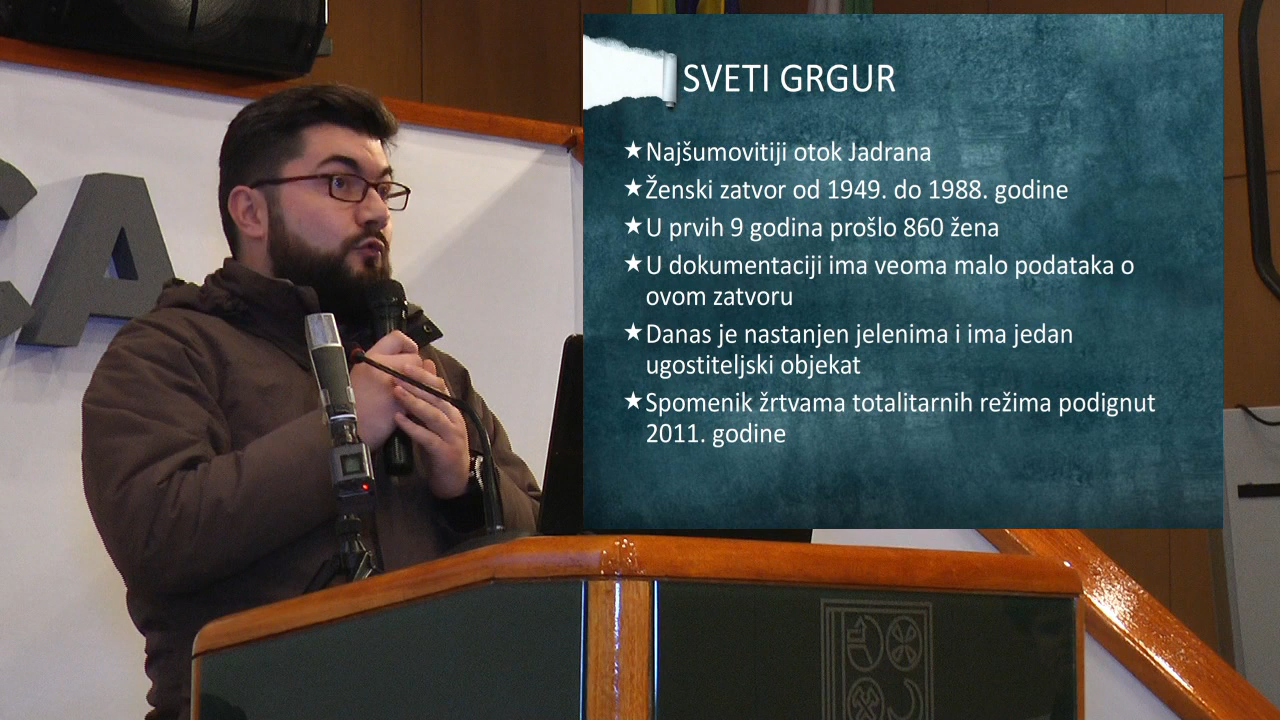 CA
SVETI GRGUR
Najšumovitiji otok Jadrana
Ženski zatvor od 1949. do 1988. godine
U prvih 9 godina prošlo 860 žena
U dokumentaciji ima veoma malo podataka o
ovom zatvoru
Danas je nastanjen jelenima i ima jedan
ugostiteljski objekat
Spomenik žrtvama totalitarnih režima podignut
2011. godine